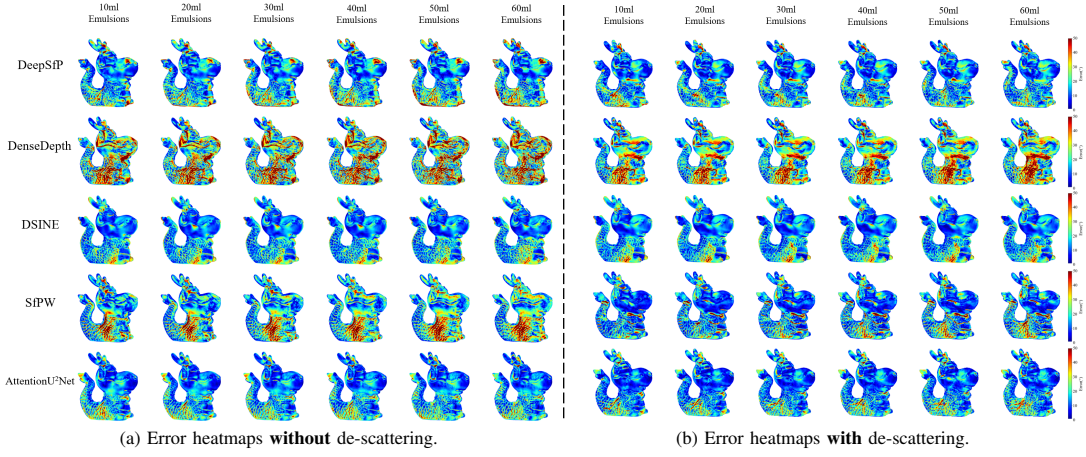 10ml 20ml 30ml 40ml 50ml 60ml 10ml 20ml 30ml 40ml 50ml 60ml
Emulsions Emulsions Emulsions Emulsions Emulsions Emulsions Emulsions Emulsions Emulsions Emulsions Emulsions Emulsions
DeepSfP
DenseDepth
DSINE
SfPW
AttentionU²Net
(a) Error heatmaps without de-scattering.
(b) Error heatmaps with de-scattering.